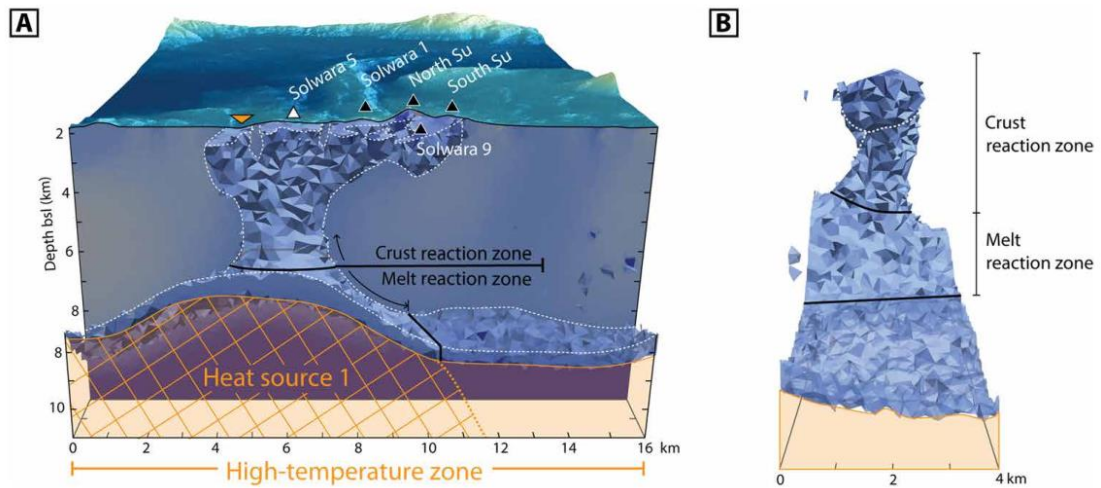 A
Solwara 5
Solwara 1
North Su
South Su
Solwara 9
Depth bsl (km)
2
4
6
8
8
10
Crust reaction zone
Melt reaction zone
Heat source 1
0 2 4 6 8 10 12 14 16 km
High-temperature zone
B
Crust
reaction zone
Melt
reaction zone
0 2 4 km